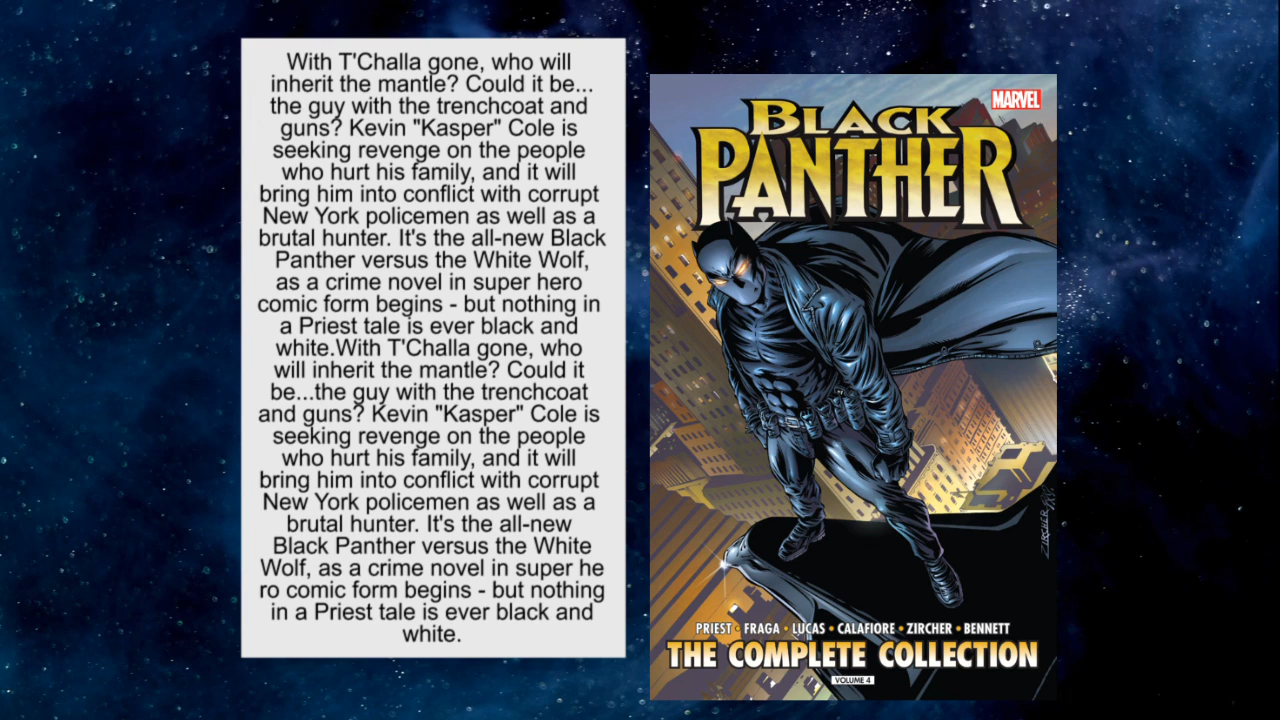 With T'Challa gone, who will
inherit the mantle? Could it be...
the guy with the trenchcoat and
guns? Kevin "Kasper" Cole is
seeking revenge on the people
who hurt his family, and it will
bring him into conflict with corrupt
New York policemen as well as a
brutal hunter. It's the all-new Black
Panther versus the White Wolf,
as a crime novel in super hero
comic form begins - but nothing in
a Priest tale is ever black and
white.With T'Challa gone, who
will inherit the mantle? Could it
be...the guy with the trenchcoat
and guns? Kevin "Kasper" Cole is
seeking revenge on the people
who hurt his family, and it will
bring him into conflict with corrupt
New York policemen as well as a
brutal hunter. It's the all-new
Black Panther versus the White
Wolf, as a crime novel in super he
ro comic form begins - but nothing
in a Priest tale is ever black and
white.
MARVEL
BLACK
PANTHER
ZIRCHER
PRIEST • FRAGA • LUCAS • CALAFIORE • ZIRCHER • BENNETT
THE COMPLETE COLLECTION
VOLUME 4